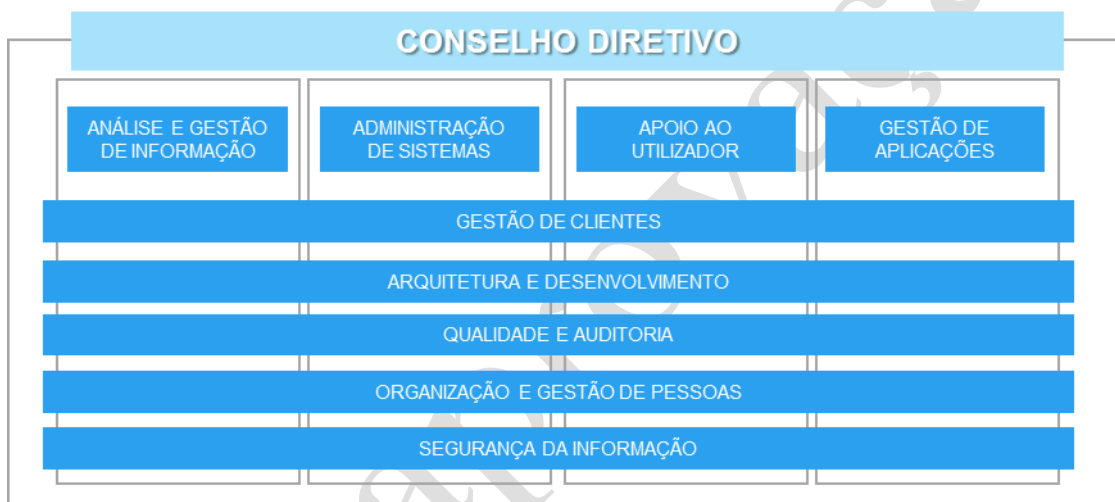 CONSELHO DIRETIVO
ANÁLISE E GESTÃO
DE INFORMAÇÃO
ADMINISTRAÇÃO
DE SISTEMAS
APOIO AO
UTILIZADOR
GESTÃO DE
APLICAÇÕES
GESTÃO DE CLIENTES
ARQUITETURA E DESENVOLVIMENTO
QUALIDADE E AUDITORIA
ORGANIZAÇÃO E GESTÃO DE PESSOAS
SEGURANÇA DA INFORMAÇÃO